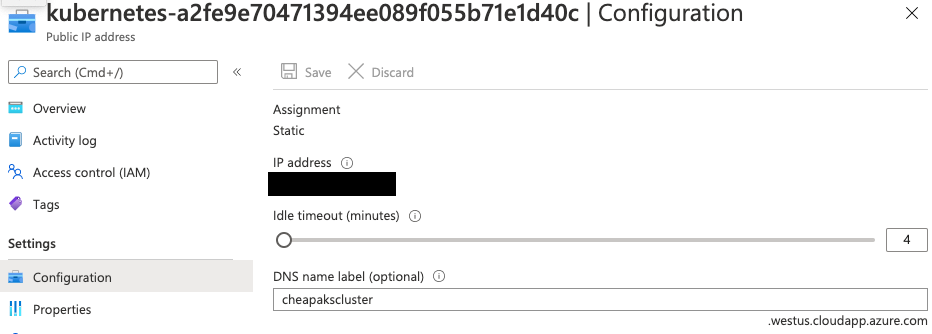 kubernetes-a2fe9e70471394ee089f055b71e1d40c | Configuration
Public IP address
Search (Cmd+/)
«
Save
Discard
Overview
Activity log
Access control (IAM)
Tags
Settings
Configuration
Properties
Assignment
Static
IP address
Idle timeout (minutes)
4
DNS name label (optional)
cheapakscluster
.westus.cloudapp.azure.com